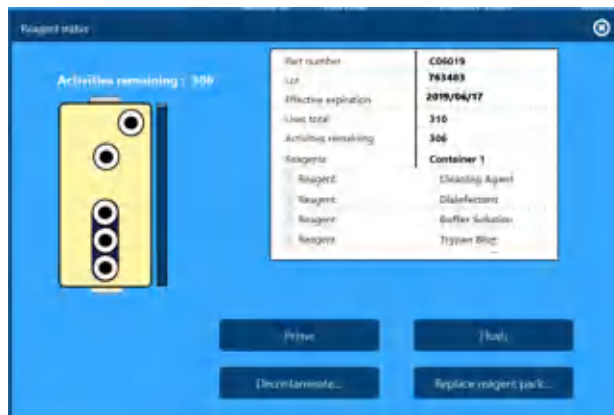 Reagent status
Activities remaining : 306
Part number C06019
Lot 763403
Effective expiration 2019/06/17
Uses total 310
Activities remaining 306
Reagents Container 1
Reagent Cleaning Agent
Reagent Disinfectant
Reagent Buffer Solution
Reagent Trypan Blue
Prime
Flush
Decontaminate...
Replace reagent pack...